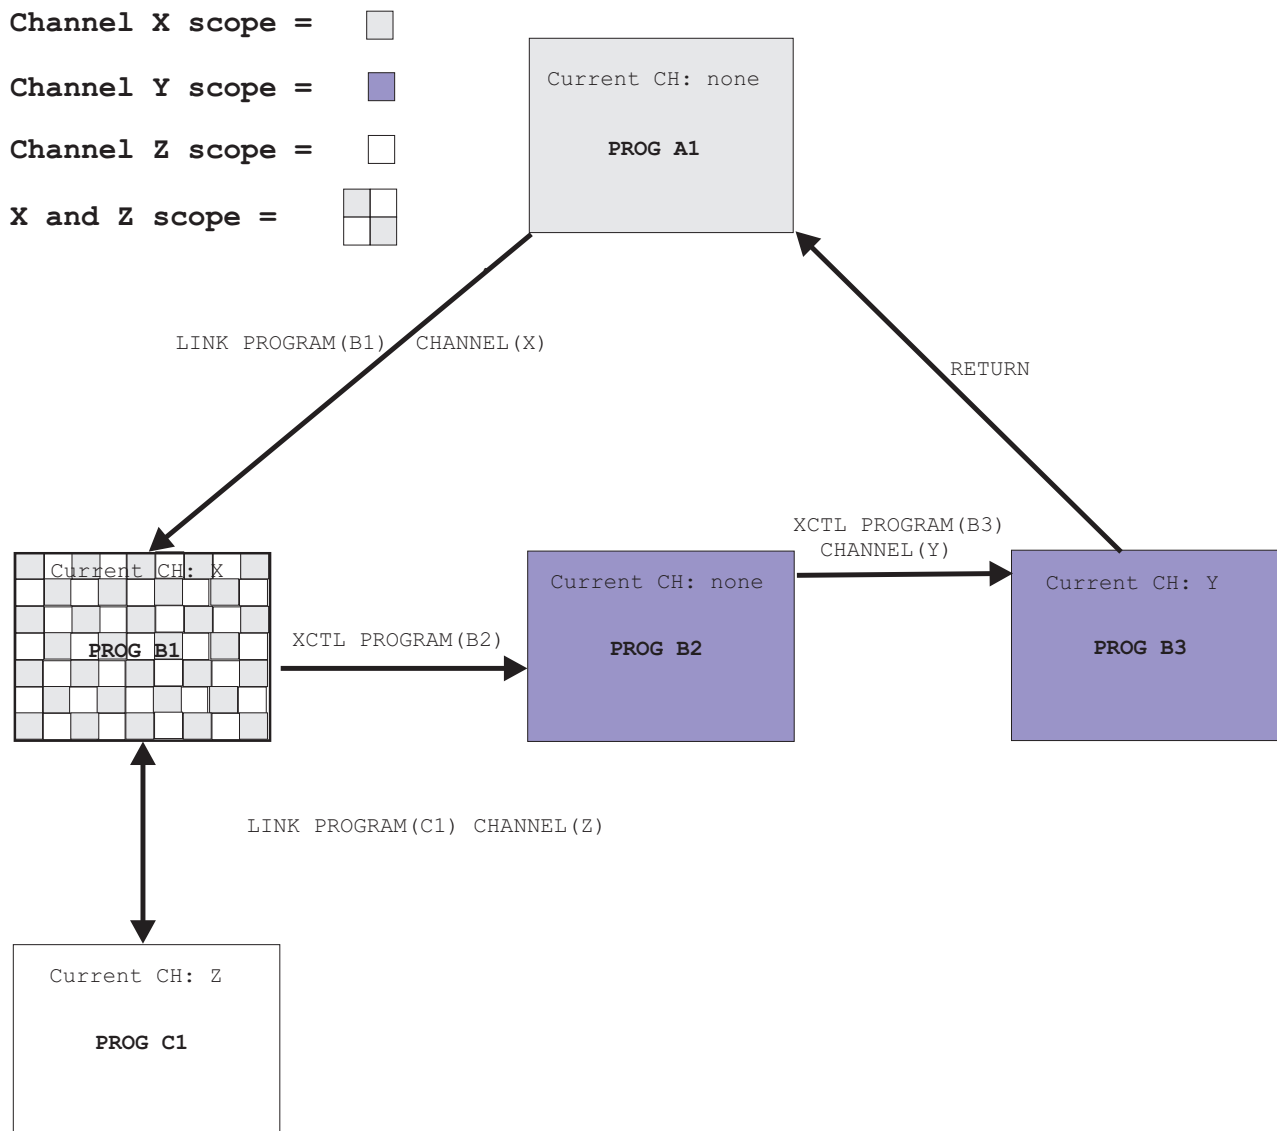 Channel X scope =
Channel Y scope =
Channel Z scope =
X and Z scope =
Current CH: none
PROG A1
LINK PROGRAM(B1) CHANNEL(X)
RETURN
Current CH: X
PROG B1
XCTL PROGRAM(B2)
Current CH: none
PROG B2
XCTL PROGRAM(B3)
CHANNEL(Y)
Current CH: Y
PROG B3
LINK PROGRAM(C1) CHANNEL(Z)
Current CH: Z
PROG C1